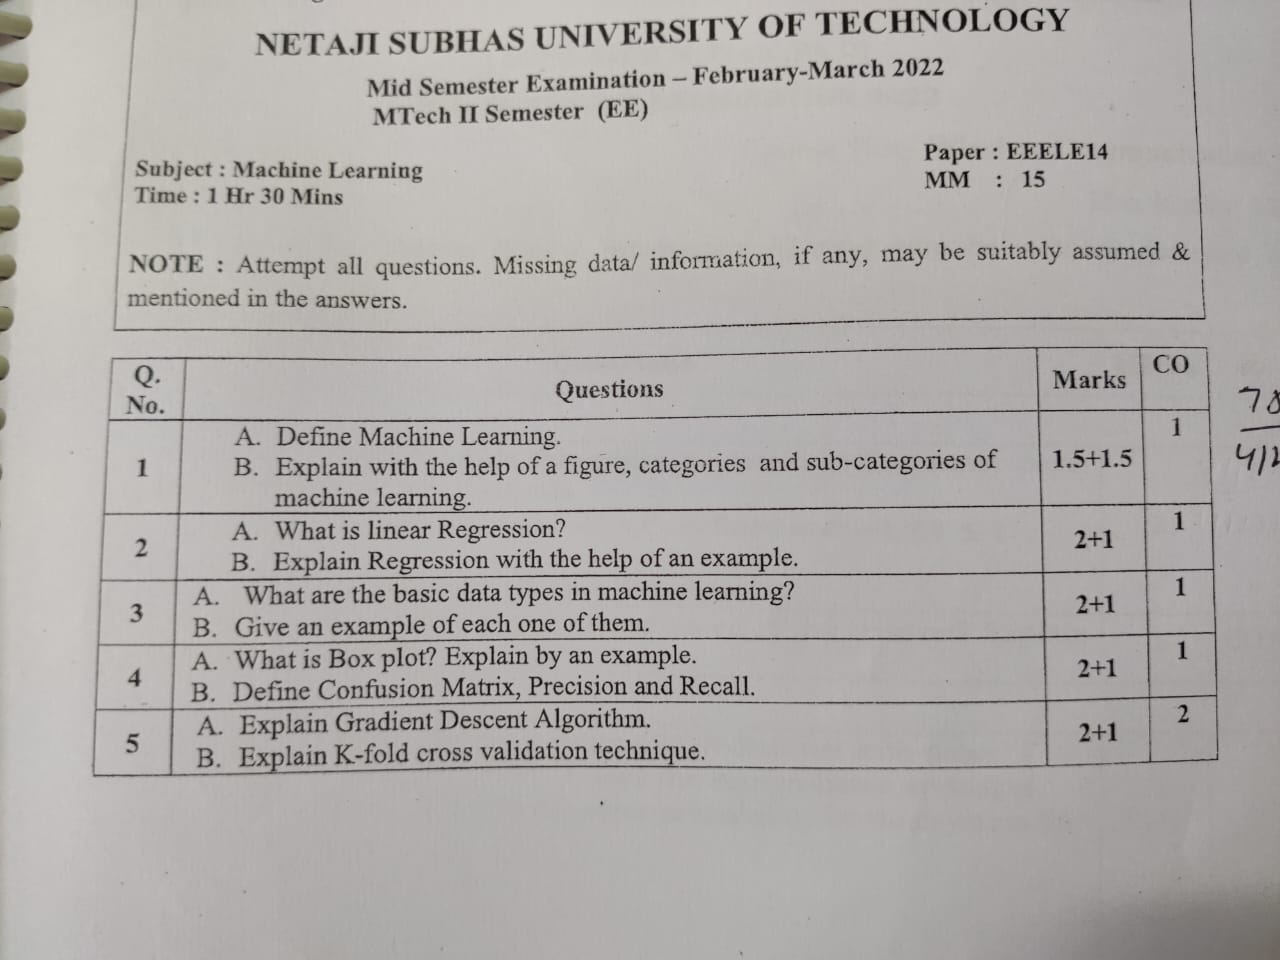 NETAJI SUBHAS UNIVERSITY OF TECHNOLOGY
Mid Semester Examination – February-March 2022
MTech II Semester (EE)
Subject : Machine Learning
Paper : EEELE14
Time : 1 Hr 30 Mins
MM : 15
NOTE : Attempt all questions. Missing data/ information, if any, may be suitably assumed &
mentioned in the answers.
Q. No. Questions Marks CO
1
A. Define Machine Learning.
B. Explain with the help of a figure, categories and sub-categories of
machine learning.
1.5+1.5
1
2
A. What is linear Regression?
B. Explain Regression with the help of an example.
2+1
1
3
A. What are the basic data types in machine learning?
B. Give an example of each one of them.
2+1
1
4
A. What is Box plot? Explain by an example.
B. Define Confusion Matrix, Precision and Recall.
2+1
1
5
A. Explain Gradient Descent Algorithm.
B. Explain K-fold cross validation technique.
2+1
2